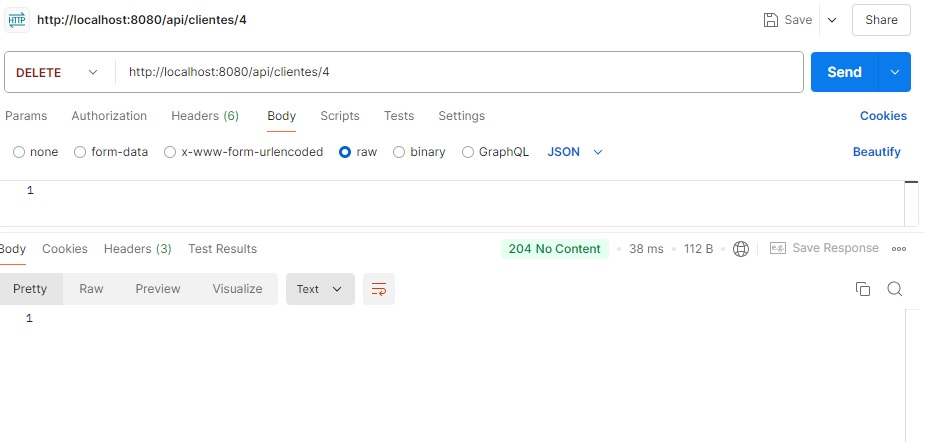 HTTP http://localhost:8080/api/clientes/4 Save Share
DELETE http://localhost:8080/api/clientes/4 Send
Params Authorization Headers (6) Body Scripts Tests Settings Cookies
none form-data x-www-form-urlencoded raw binary GraphQL JSON Beautify
1
Body Cookies Headers (3) Test Results 204 No Content 38 ms 112 B e.g. Save Response
Pretty Raw Preview Visualize Text
1